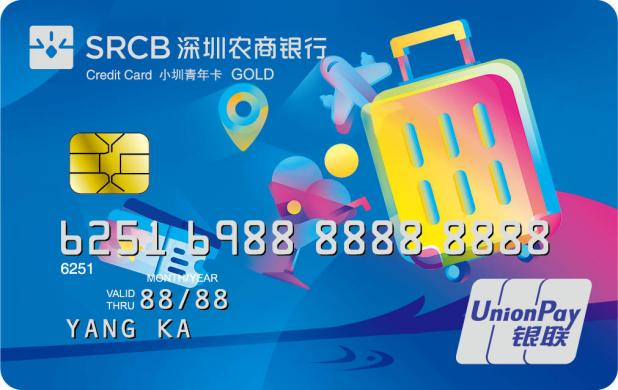 SRCB 深圳农商银行
Credit Card 小圳青年卡 GOLD
6251 6988 8888 8888
6251
MONTH/YEAR
VALID THRU 88/88
YANG KA
UnionPay
银联